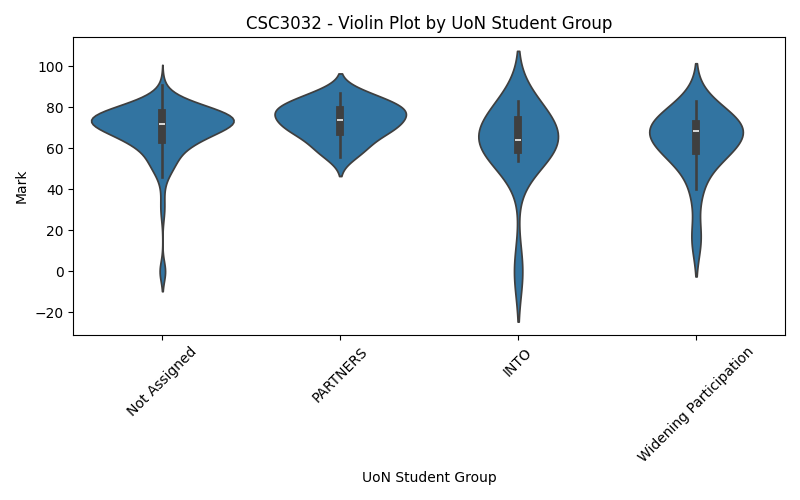 CSC3032 - Violin Plot by UoN Student Group
100
80
60
40
20
0
−20
Mark
Not Assigned
PARTNERS
INTO
Widening Participation
UoN Student Group